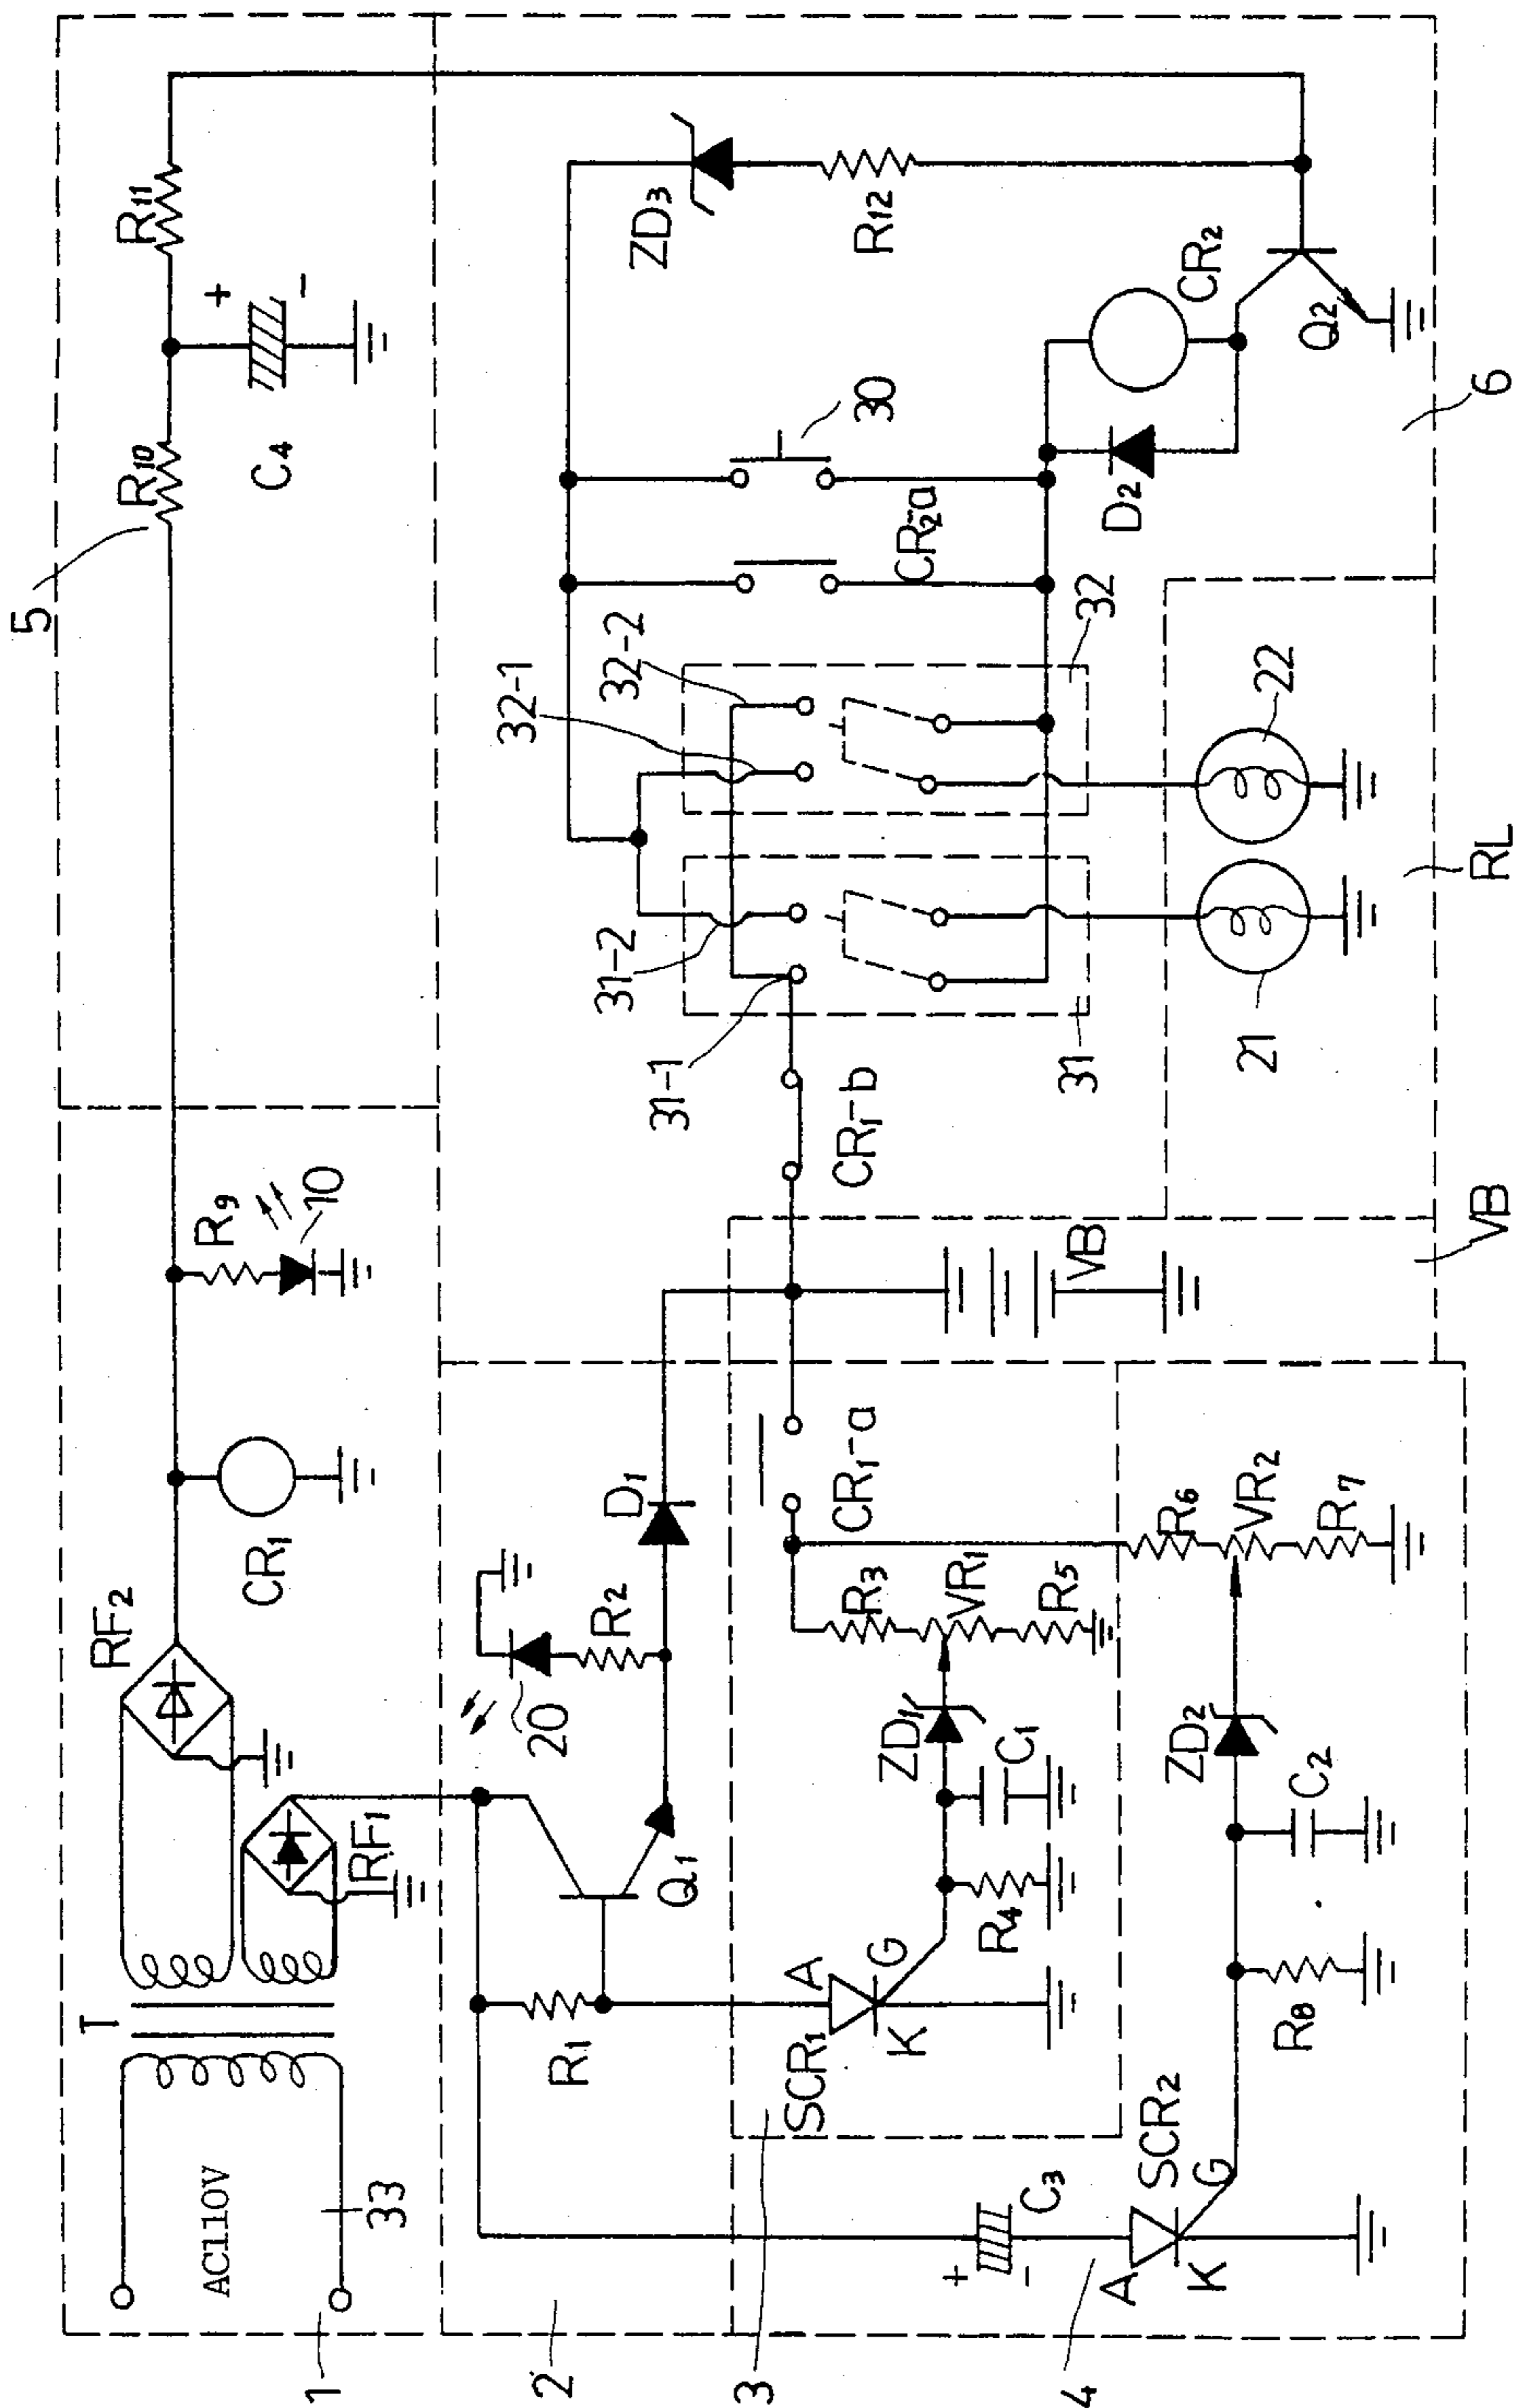 5
R11
R10
+
-
C4
R9
10
RF2
CR1
RF1
T
AC110V
33
1
ZD3
R12
CR2
Q2
30
D2
CR2-a
6
32-1
32-2
32
31-2
31-1
31
CR1-b
22
21
RL
VB
VB
D1
20
R2
Q1
R1
2
CR1-a
R3
VR1
R5
ZD1
C1
R4
SCR1
A
G
K
3
R6
VR2
R7
ZD2
C2
R8
SCR2
A
G
K
C3
+
-
4